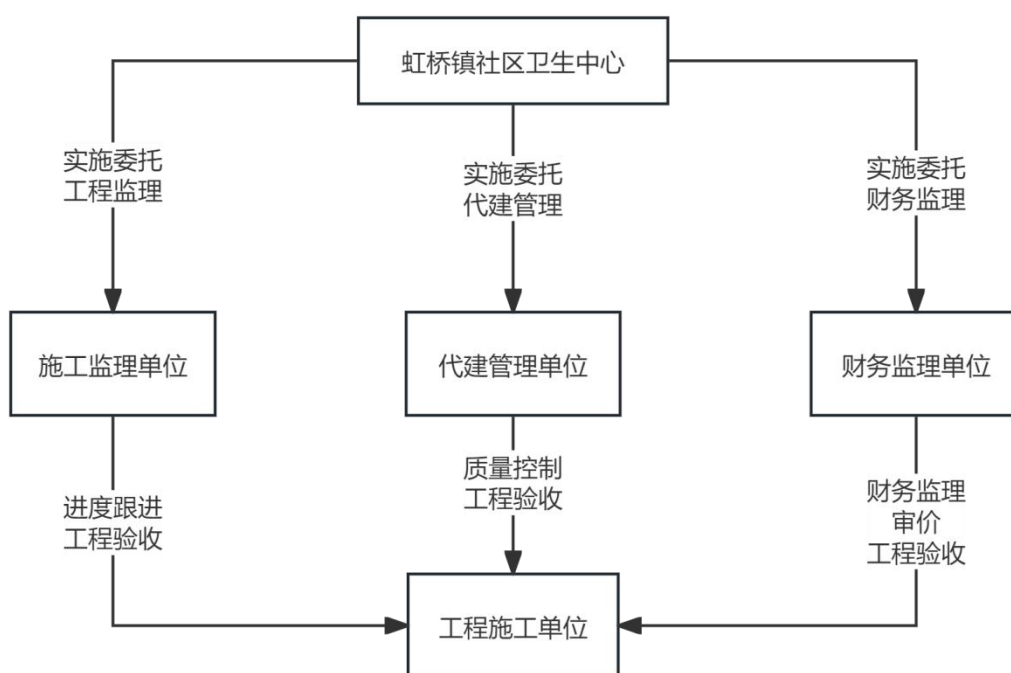 虹桥镇社区卫生中心
实施委托
工程监理
实施委托
代建管理
实施委托
财务监理
施工监理单位
代建管理单位
财务监理单位
进度跟进
工程验收
质量控制
工程验收
财务监理
审价
工程验收
工程施工单位